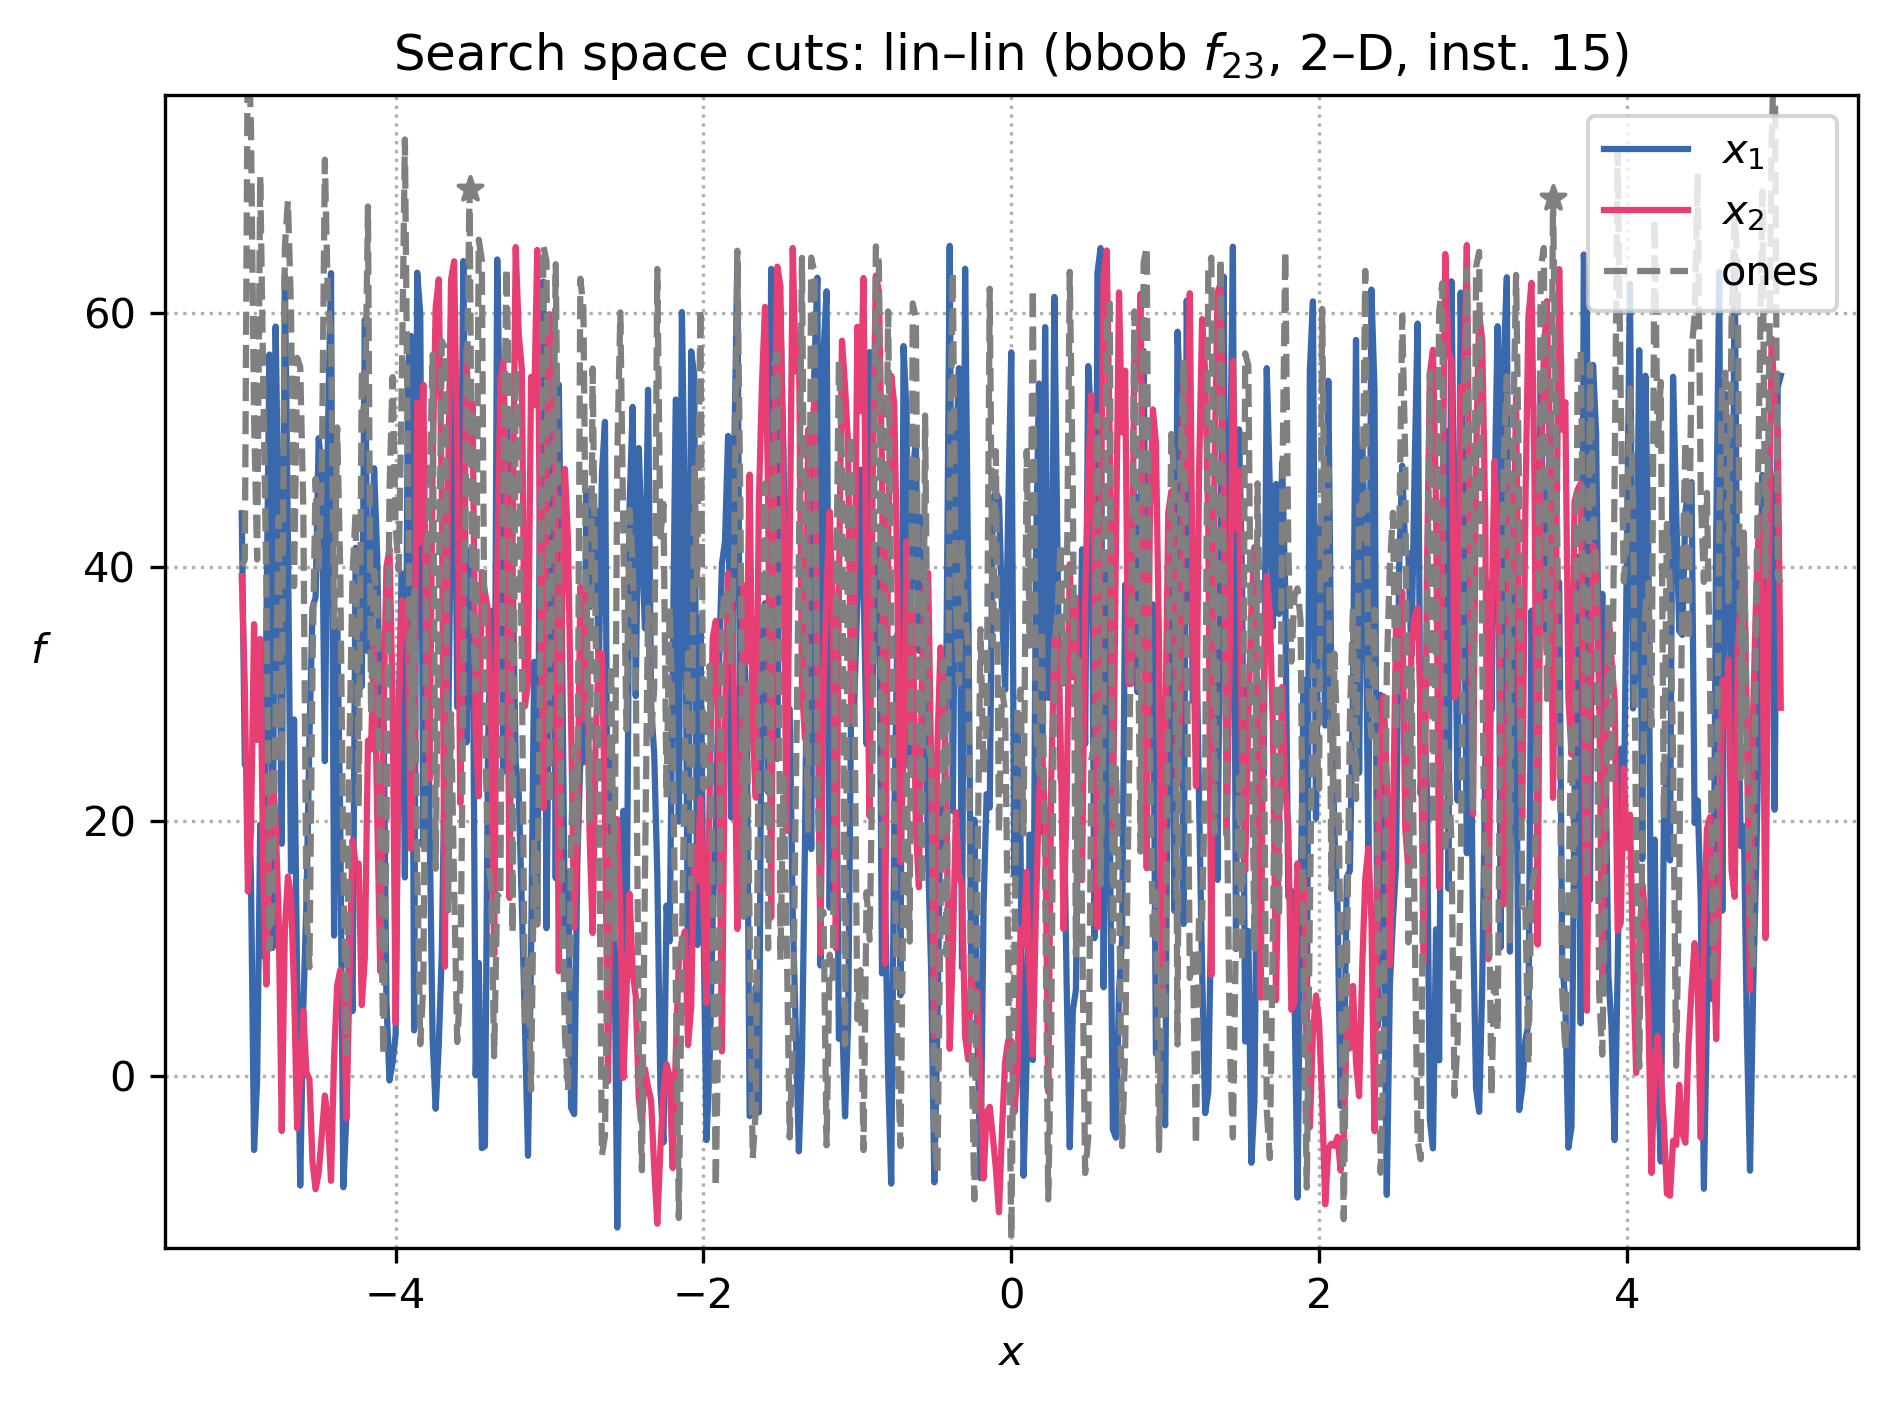 Search space cuts: lin–lin (bbob f23, 2–D, inst. 15)
x1
x2
ones
60
40
20
0
f
−4
−2
0
2
4
x